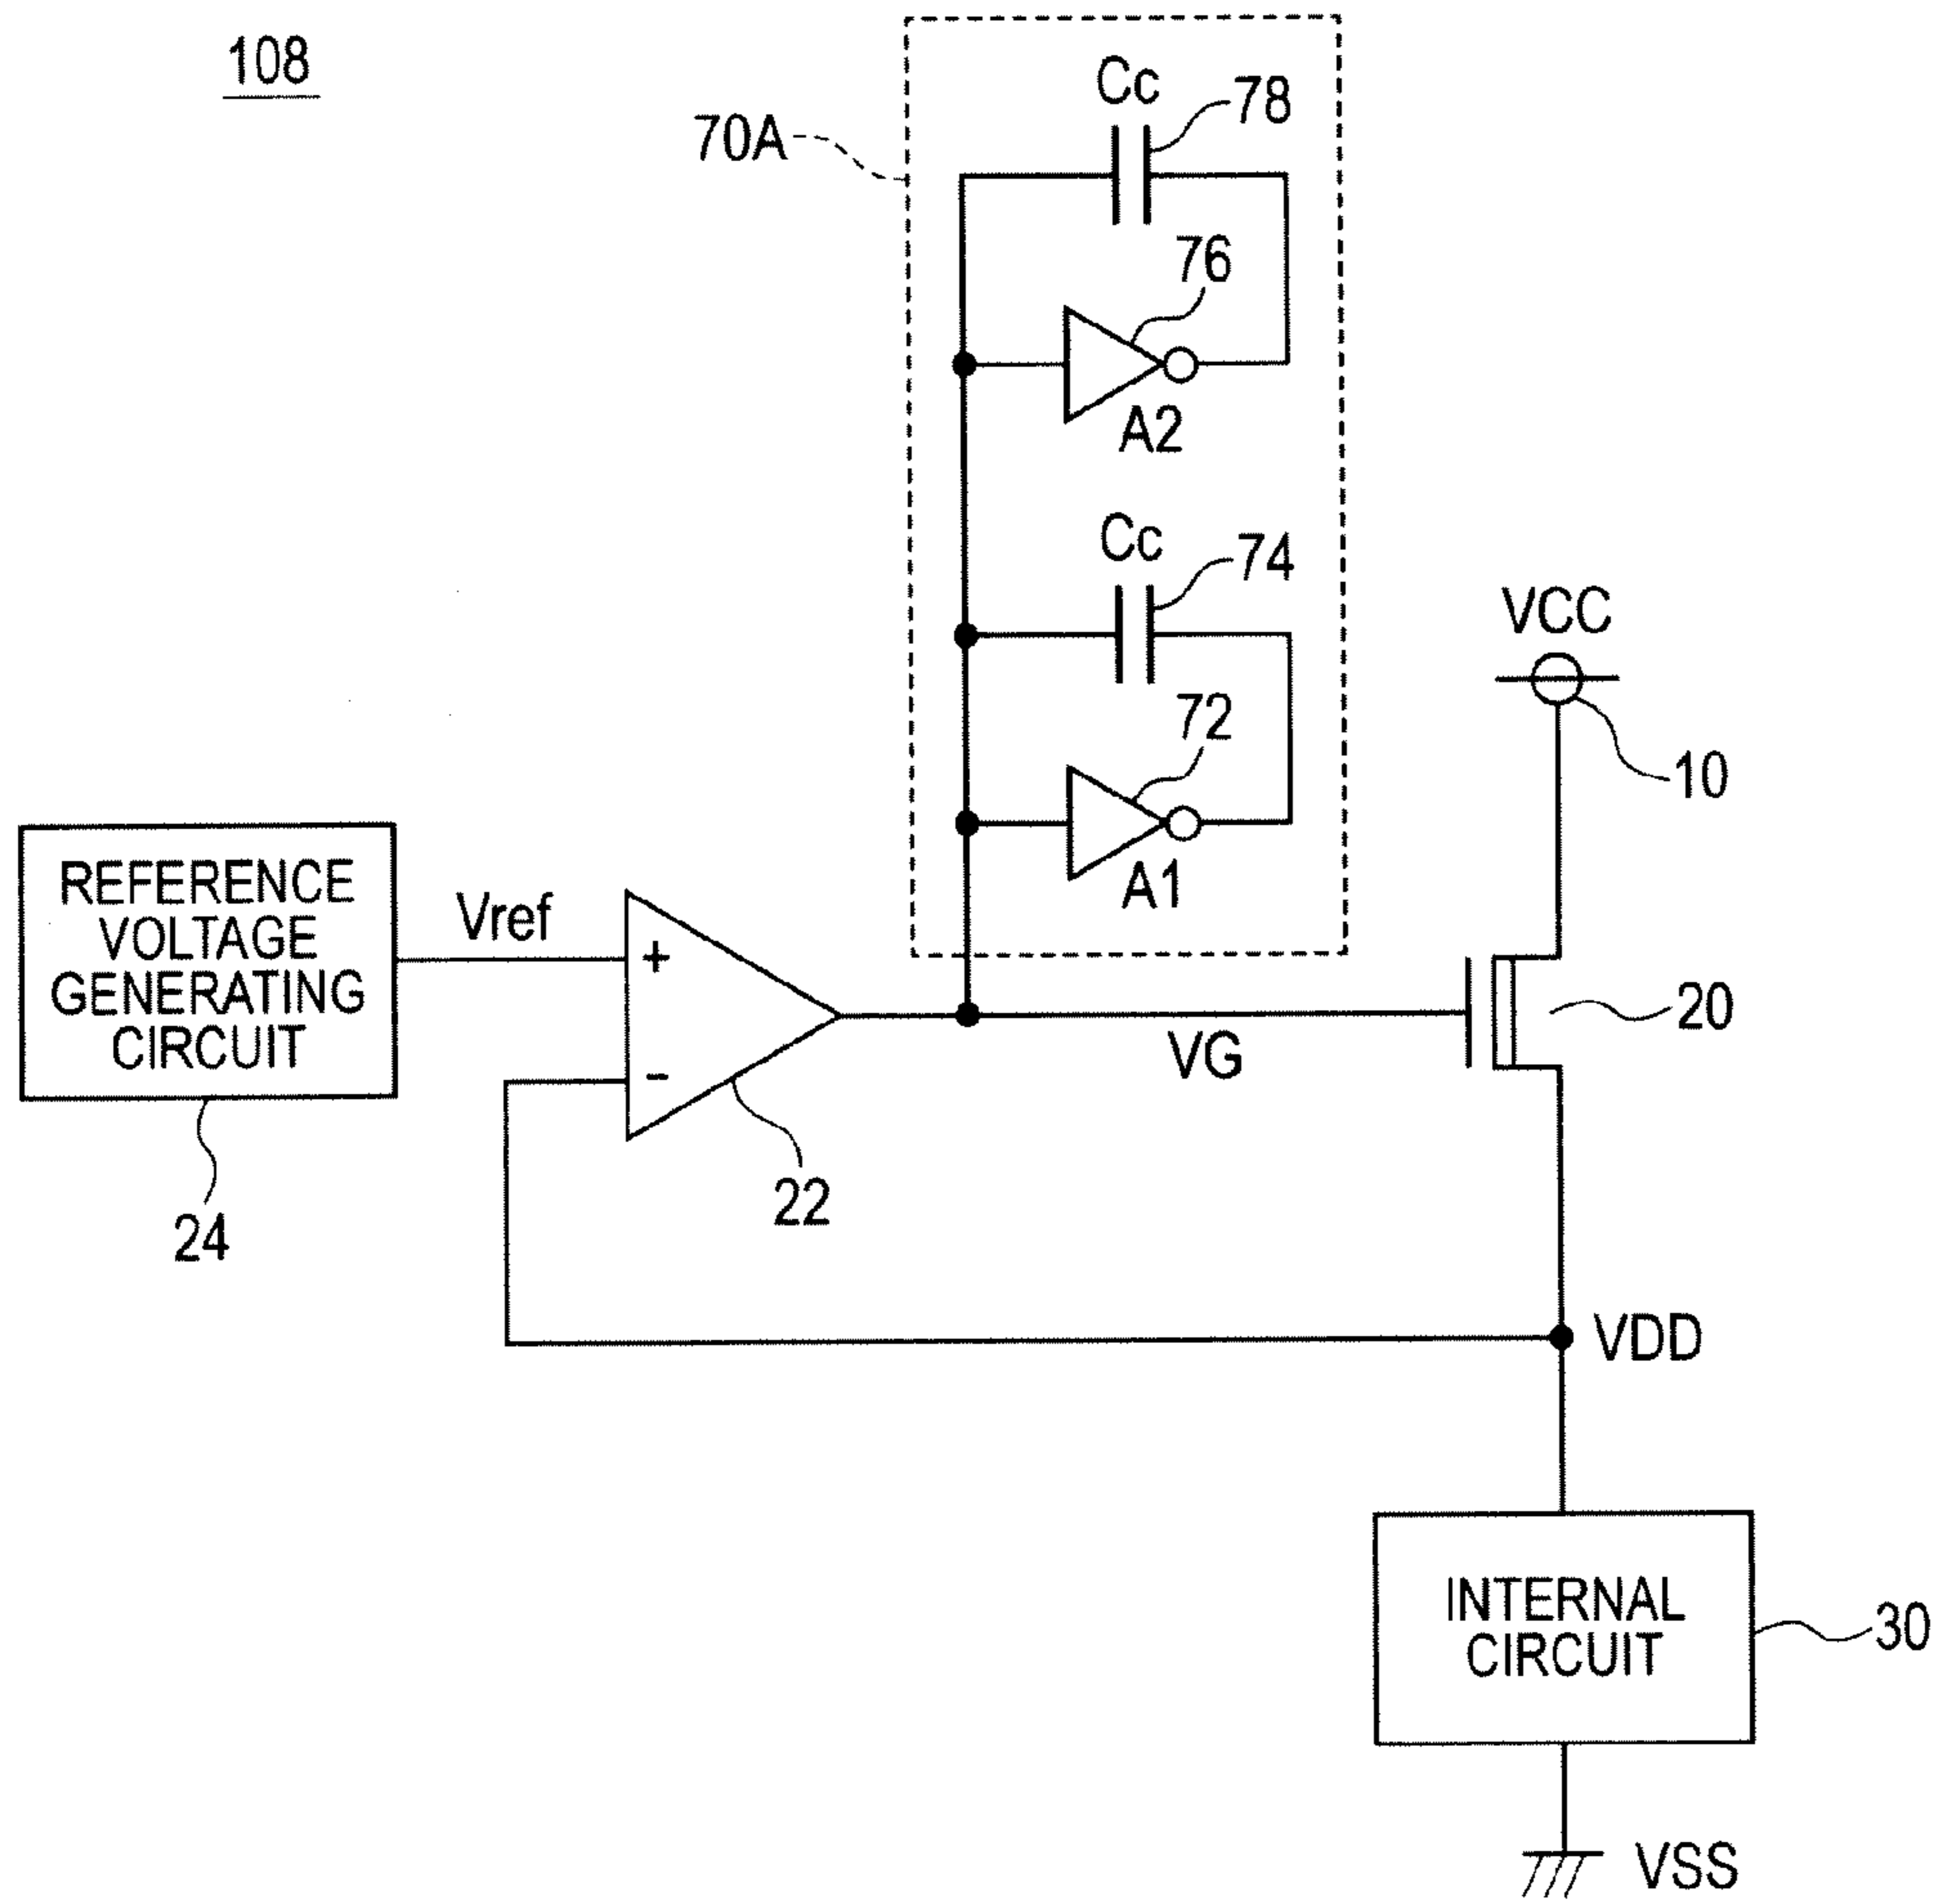 108
Cc
78
70A
76
A2
Cc
74
VCC
72
10
A1
REFERENCE
VOLTAGE
GENERATING
CIRCUIT
Vref
+
-
VG
20
22
24
VDD
INTERNAL
CIRCUIT
30
VSS